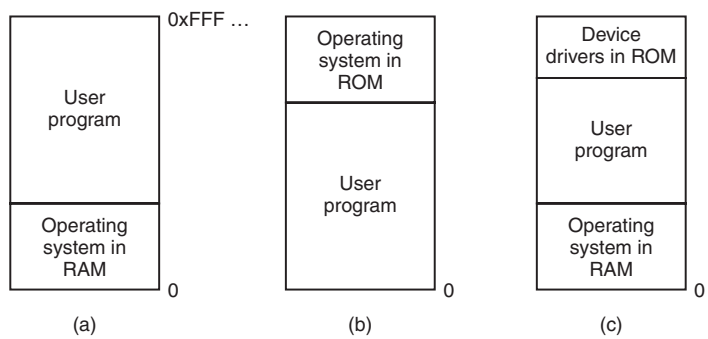 0xFFF …
User
program
Operating
system in
RAM
0
(a)
Operating
system in
ROM
User
program
0
(b)
Device
drivers in ROM
User
program
Operating
system in
RAM
0
(c)